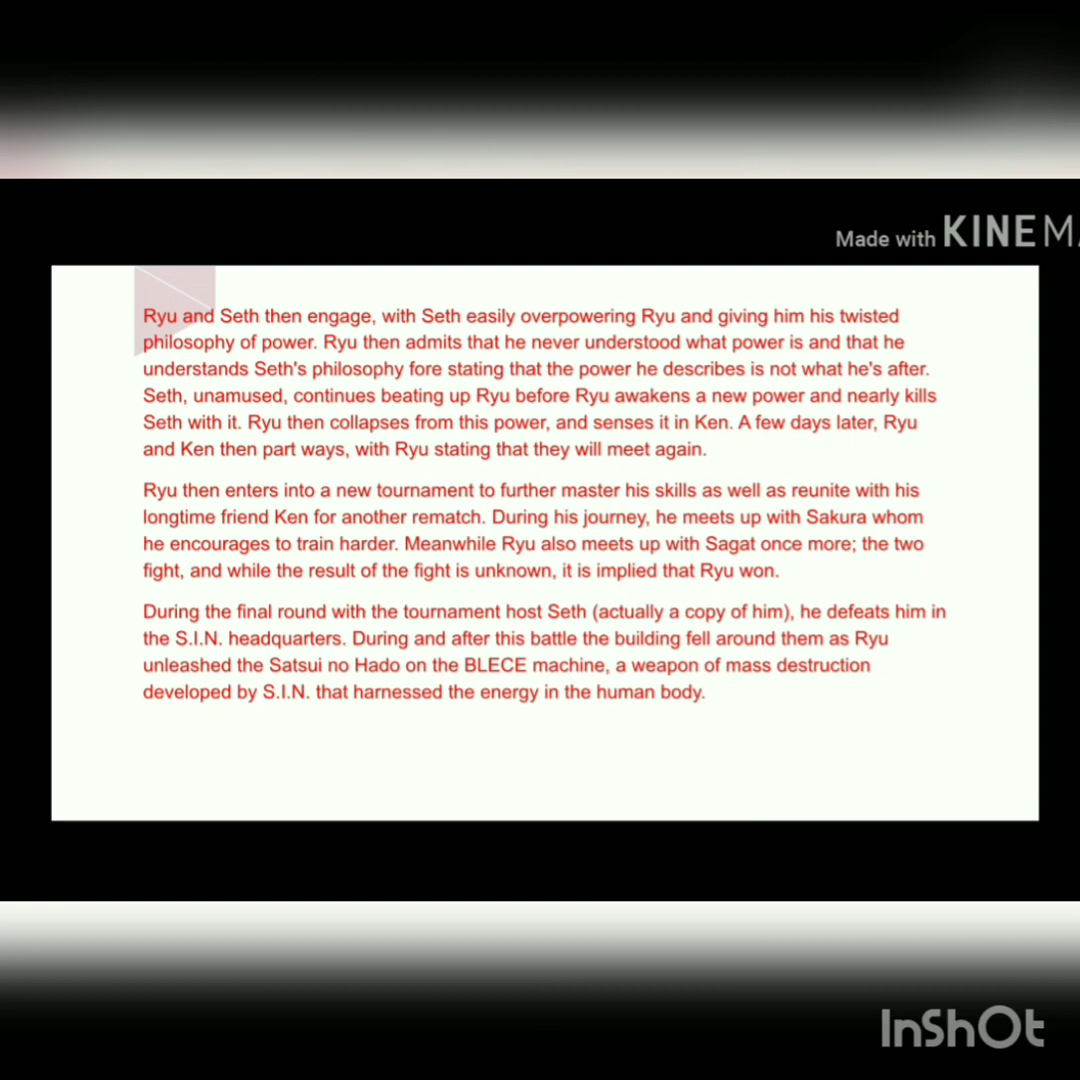 Made with KINEMA
Ryu and Seth then engage, with Seth easily overpowering Ryu and giving him his twisted
philosophy of power. Ryu then admits that he never understood what power is and that he
understands Seth's philosophy fore stating that the power he describes is not what he's after.
Seth, unamused, continues beating up Ryu before Ryu awakens a new power and nearly kills
Seth with it. Ryu then collapses from this power, and senses it in Ken. A few days later, Ryu
and Ken then part ways, with Ryu stating that they will meet again.
Ryu then enters into a new tournament to further master his skills as well as reunite with his
longtime friend Ken for another rematch. During his journey, he meets up with Sakura whom
he encourages to train harder. Meanwhile Ryu also meets up with Sagat once more; the two
fight, and while the result of the fight is unknown, it is implied that Ryu won.
During the final round with the tournament host Seth (actually a copy of him), he defeats him in
the S.I.N. headquarters. During and after this battle the building fell around them as Ryu
unleashed the Satsui no Hado on the BLECE machine, a weapon of mass destruction
developed by S.I.N. that harnessed the energy in the human body.
InShOt